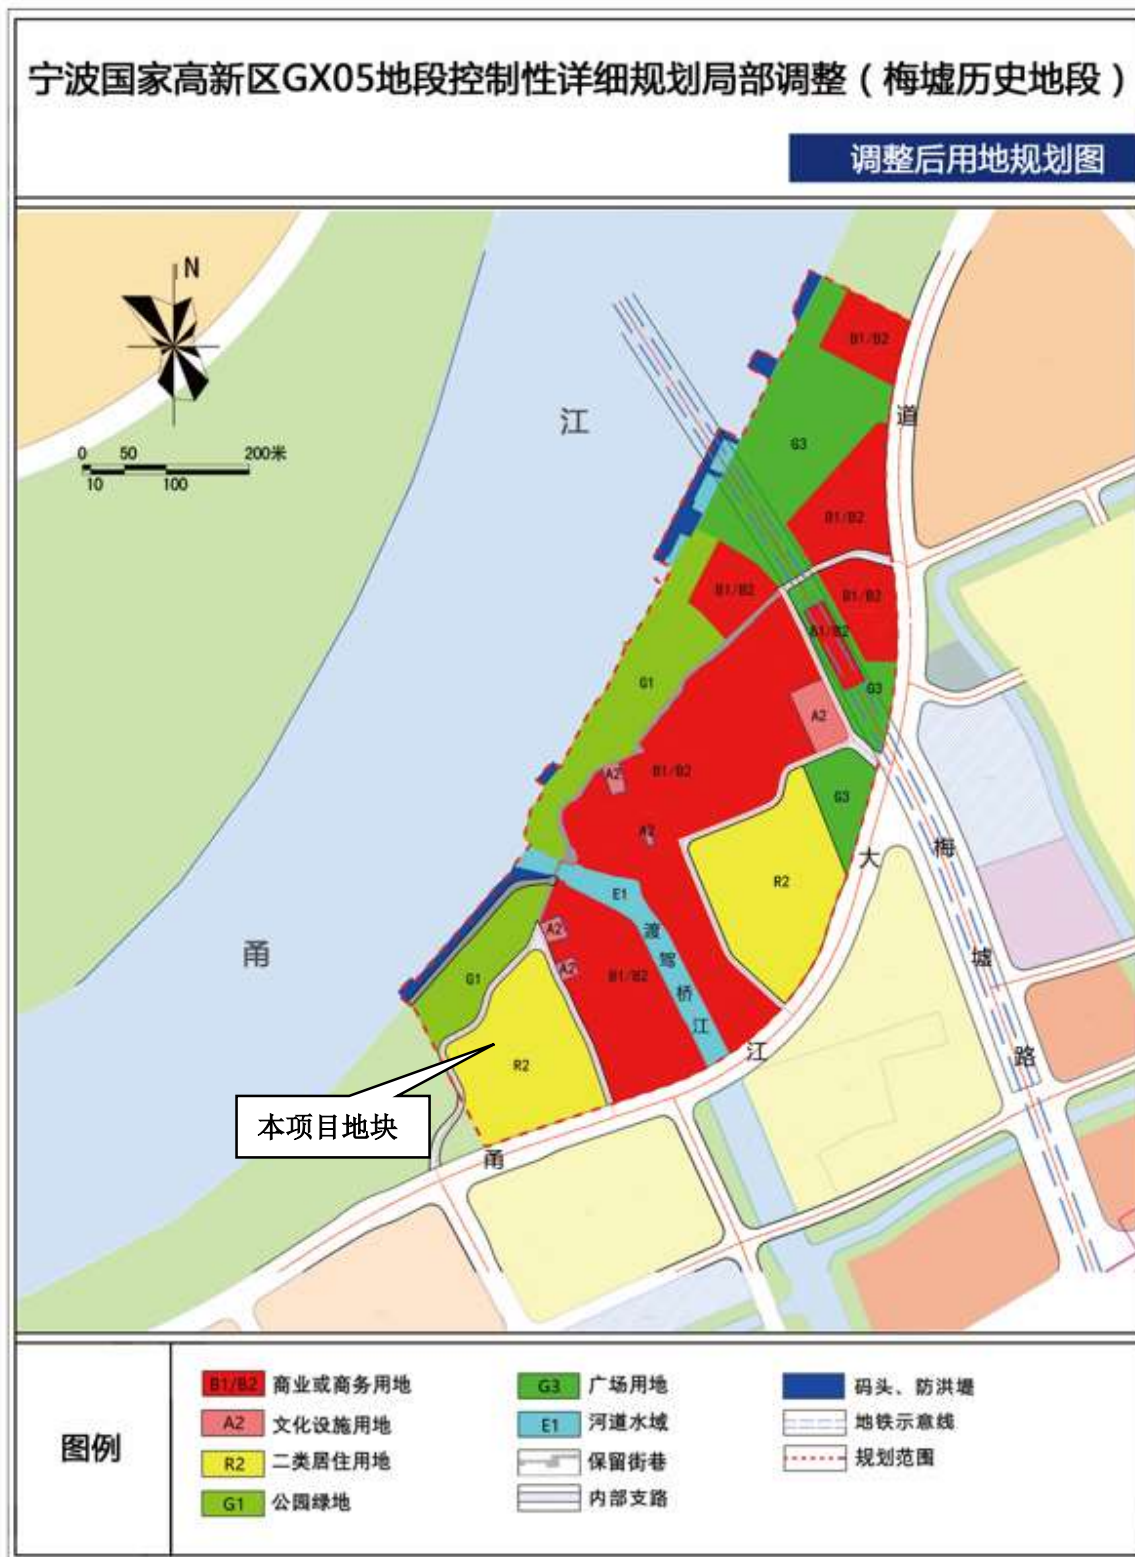 宁波国家高新区GX05地段控制性详细规划局部调整（梅墟历史地段）
调整后用地规划图
N
0 50 200米
10 100
江
甬
B1/B2
道
G3
B1/B2
B1/B2
B1/B2
A1/B2
G1
G3
A2
B1/B2
A2
G3
A2
大
梅
R2
E1
渡
驾
桥
江
A2
A2
B1/B2
G1
墟
路
江
R2
本项目地块
甬
图例
B1/B2 商业或商务用地
A2 文化设施用地
R2 二类居住用地
G1 公园绿地
G3 广场用地
E1 河道水域
保留街巷
内部支路
码头、防洪堤
地铁示意线
规划范围